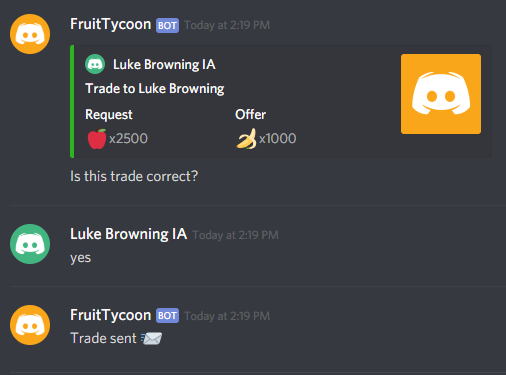 FruitTycoon BOT Today at 2:19 PM
Luke Browning IA
Trade to Luke Browning
Request Offer
x2500 x1000
Is this trade correct?
Luke Browning IA Today at 2:19 PM
yes
FruitTycoon BOT Today at 2:19 PM
Trade sent